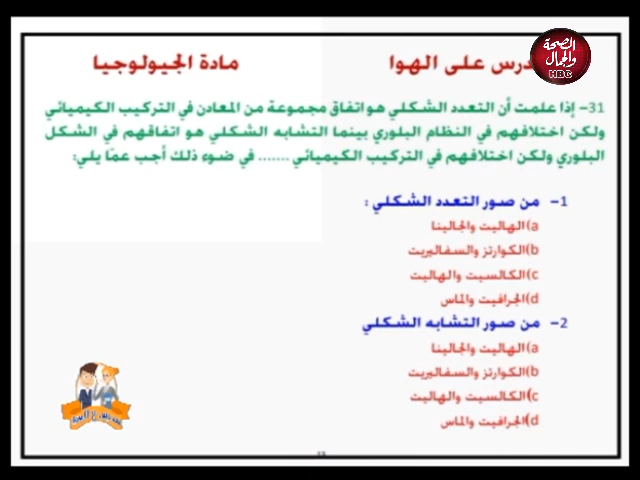 الصحة
والجمال
HBG
درس على الهوا
مادة الجيولوجيا
31- إذا علمت أن التعدد الشكلي هو اتفاق مجموعة من المعادن في التركيب الكيميائي
ولكن اختلافهم في النظام البلوري بينما التشابه الشكلي هو اتفاقهم في الشكل
البلوري ولكن اختلافهم في التركيب الكيميائي ....... في ضوء ذلك أجب عمّا يلي:
1- من صور التعدد الشكلي :
a) الهاليت والجالينا
b) الكوارتز والسفاليريت
c) الكالسيت والهاليت
d) الجرافيت والماس
2- من صور التشابه الشكلي
a) الهاليت والجالينا
b) الكوارتز والسفاليريت
c) الكالسيت والهاليت
d) الجرافيت والماس